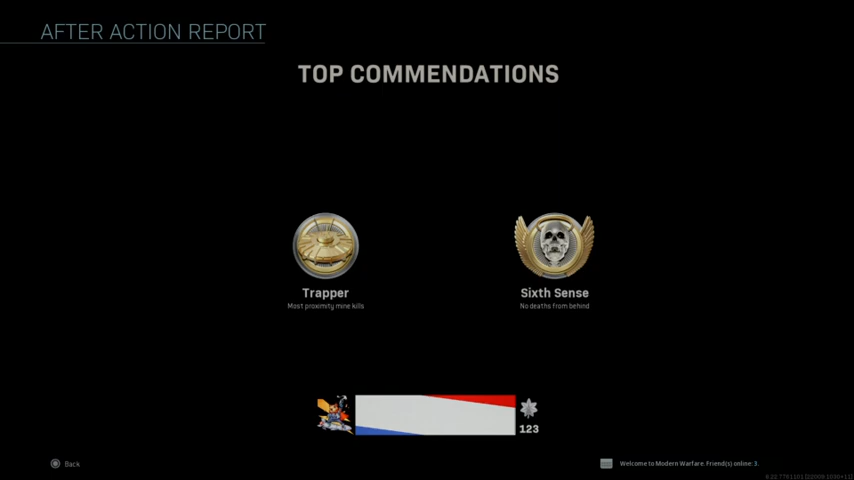 AFTER ACTION REPORT
TOP COMMENDATIONS
Trapper
Most proximity mine kills
Sixth Sense
No deaths from behind
123
Back
Welcome to Modern Warfare. Friend(s) online: 3.